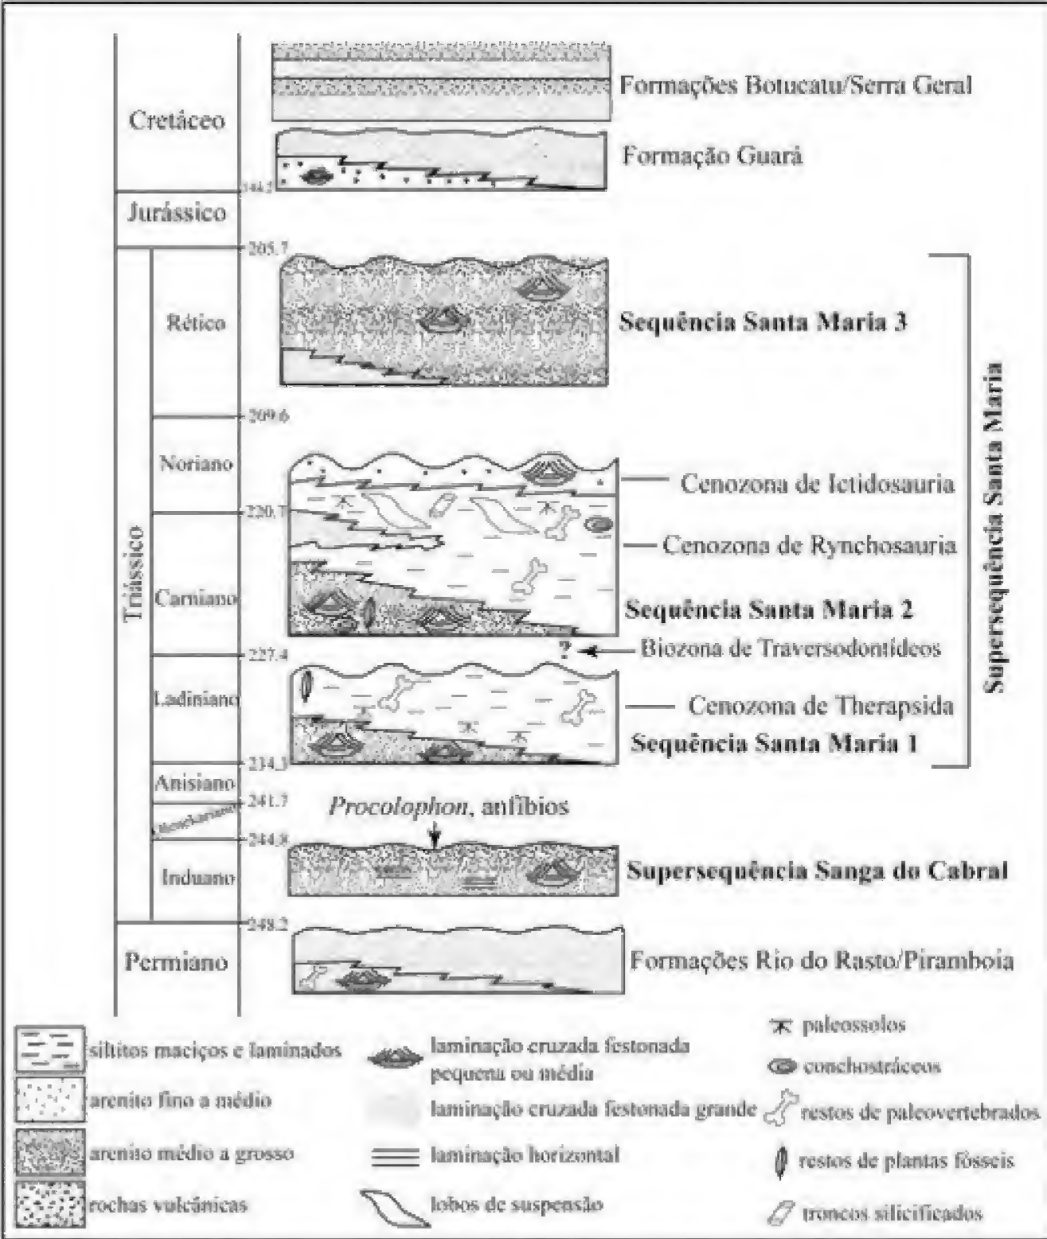 Formações Botucatu/Serra Geral
Cretáceo
Formação Guará
Jurássico
205.7
Rético
Sequência Santa Maria 3
209.6
Noriano
Cenozona de Ictidosauria
220.7
Cenozona de Rynchosauria
Triássico
Carniano
Sequência Santa Maria 2
? Biozona de Traversodontídeos
227.4
Ladiniano
Cenozona de Therapsida
Sequência Santa Maria 1
Supersequência Santa Maria
Anisiano
241.7
Procolophon, anfíbios
244.8
Induano
Supersequência Sanga do Cabral
248.2
Permiano
Formações Rio do Rasto/Piramboia
siltitos maciços e laminados
arenito fino a médio
arenito médio a grosso
rochas vulcânicas
laminação cruzada festonada
pequena ou média
laminação cruzada festonada grande
laminação horizontal
lobos de suspensão
paleossolos
conchostráceos
restos de paleovertebrados
restos de plantas fósseis
troncos silicificados